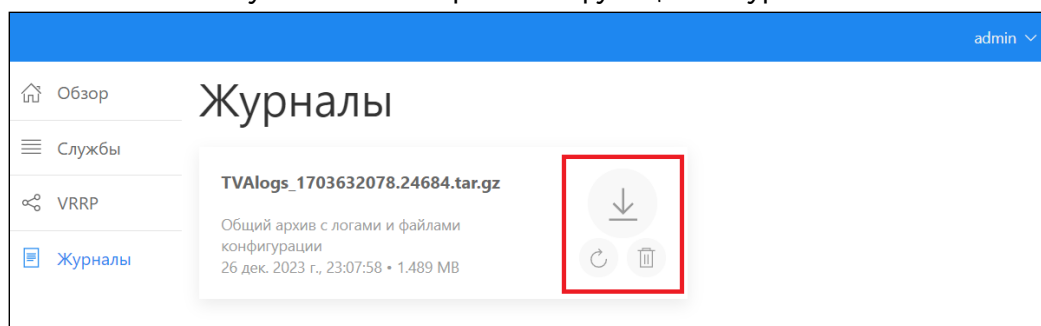 admin
Обзор
Журналы
Службы
TVAlogs_1703632078.24684.tar.gz
VRRP
Общий архив с логами и файлами
конфигурации
Журналы
26 дек. 2023 г., 23:07:58 • 1.489 MB